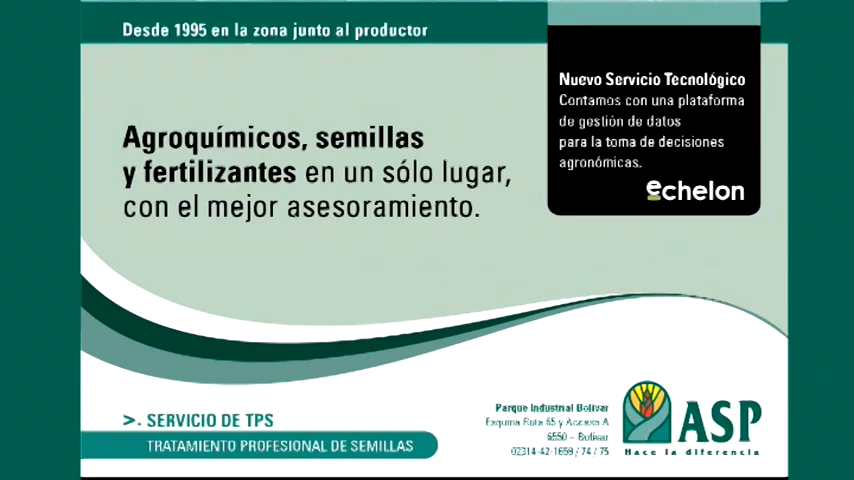 Desde 1995 en la zona junto al productor
Nuevo Servicio Tecnológico
Contamos con una plataforma
de gestión de datos
para la toma de decisiones
agronómicas.
echelon
Agroquímicos, semillas
y fertilizantes en un sólo lugar,
con el mejor asesoramiento.
>. SERVICIO DE TPS
TRATAMIENTO PROFESIONAL DE SEMILLAS
Parque Industrial Bolívar
Esquina Ruta 65 y Acceso A
6550 – Bolívar
02314-42-1659 / 74 / 75
ASP
Hace la diferencia